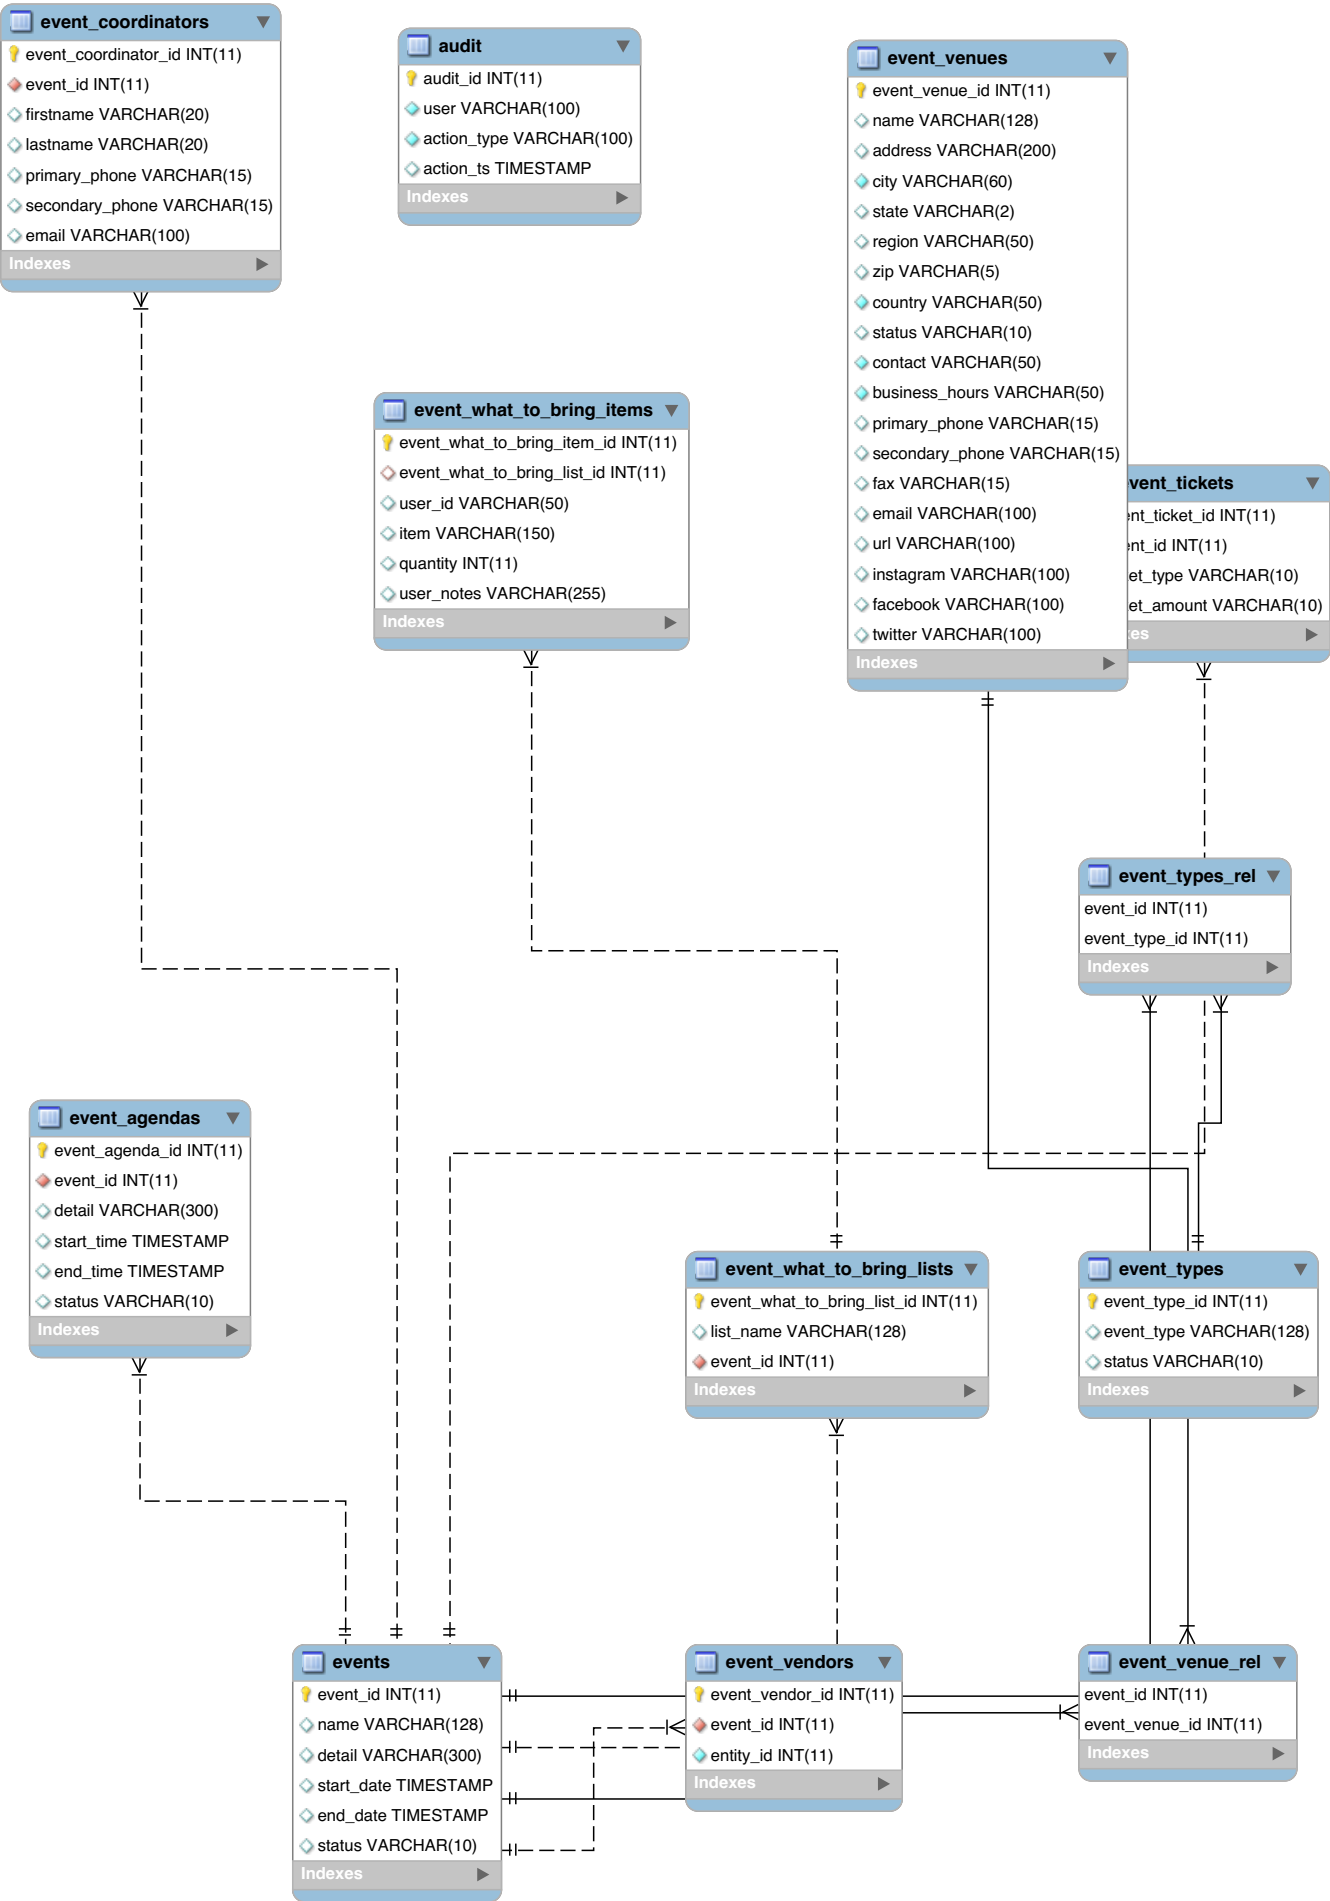 event_coordinators
event_coordinator_id INT(11)
event_id INT(11)
firstname VARCHAR(20)
lastname VARCHAR(20)
primary_phone VARCHAR(15)
secondary_phone VARCHAR(15)
email VARCHAR(100)
Indexes
audit
audit_id INT(11)
user VARCHAR(100)
action_type VARCHAR(100)
action_ts TIMESTAMP
Indexes
event_venues
event_venue_id INT(11)
name VARCHAR(128)
address VARCHAR(200)
city VARCHAR(60)
state VARCHAR(2)
region VARCHAR(50)
zip VARCHAR(5)
country VARCHAR(50)
status VARCHAR(10)
contact VARCHAR(50)
business_hours VARCHAR(50)
primary_phone VARCHAR(15)
secondary_phone VARCHAR(15)
fax VARCHAR(15)
email VARCHAR(100)
url VARCHAR(100)
instagram VARCHAR(100)
facebook VARCHAR(100)
twitter VARCHAR(100)
Indexes
event_what_to_bring_items
event_what_to_bring_item_id INT(11)
event_what_to_bring_list_id INT(11)
user_id VARCHAR(50)
item VARCHAR(150)
quantity INT(11)
user_notes VARCHAR(255)
Indexes
vent_tickets
ent_ticket_id INT(11)
ent_id INT(11)
et_type VARCHAR(10)
et_amount VARCHAR(10)
es
event_types_rel
event_id INT(11)
event_type_id INT(11)
Indexes
event_agendas
event_agenda_id INT(11)
event_id INT(11)
detail VARCHAR(300)
start_time TIMESTAMP
end_time TIMESTAMP
status VARCHAR(10)
Indexes
event_what_to_bring_lists
event_what_to_bring_list_id INT(11)
list_name VARCHAR(128)
event_id INT(11)
Indexes
event_types
event_type_id INT(11)
event_type VARCHAR(128)
status VARCHAR(10)
Indexes
events
event_id INT(11)
name VARCHAR(128)
detail VARCHAR(300)
start_date TIMESTAMP
end_date TIMESTAMP
status VARCHAR(10)
Indexes
event_vendors
event_vendor_id INT(11)
event_id INT(11)
entity_id INT(11)
Indexes
event_venue_rel
event_id INT(11)
event_venue_id INT(11)
Indexes